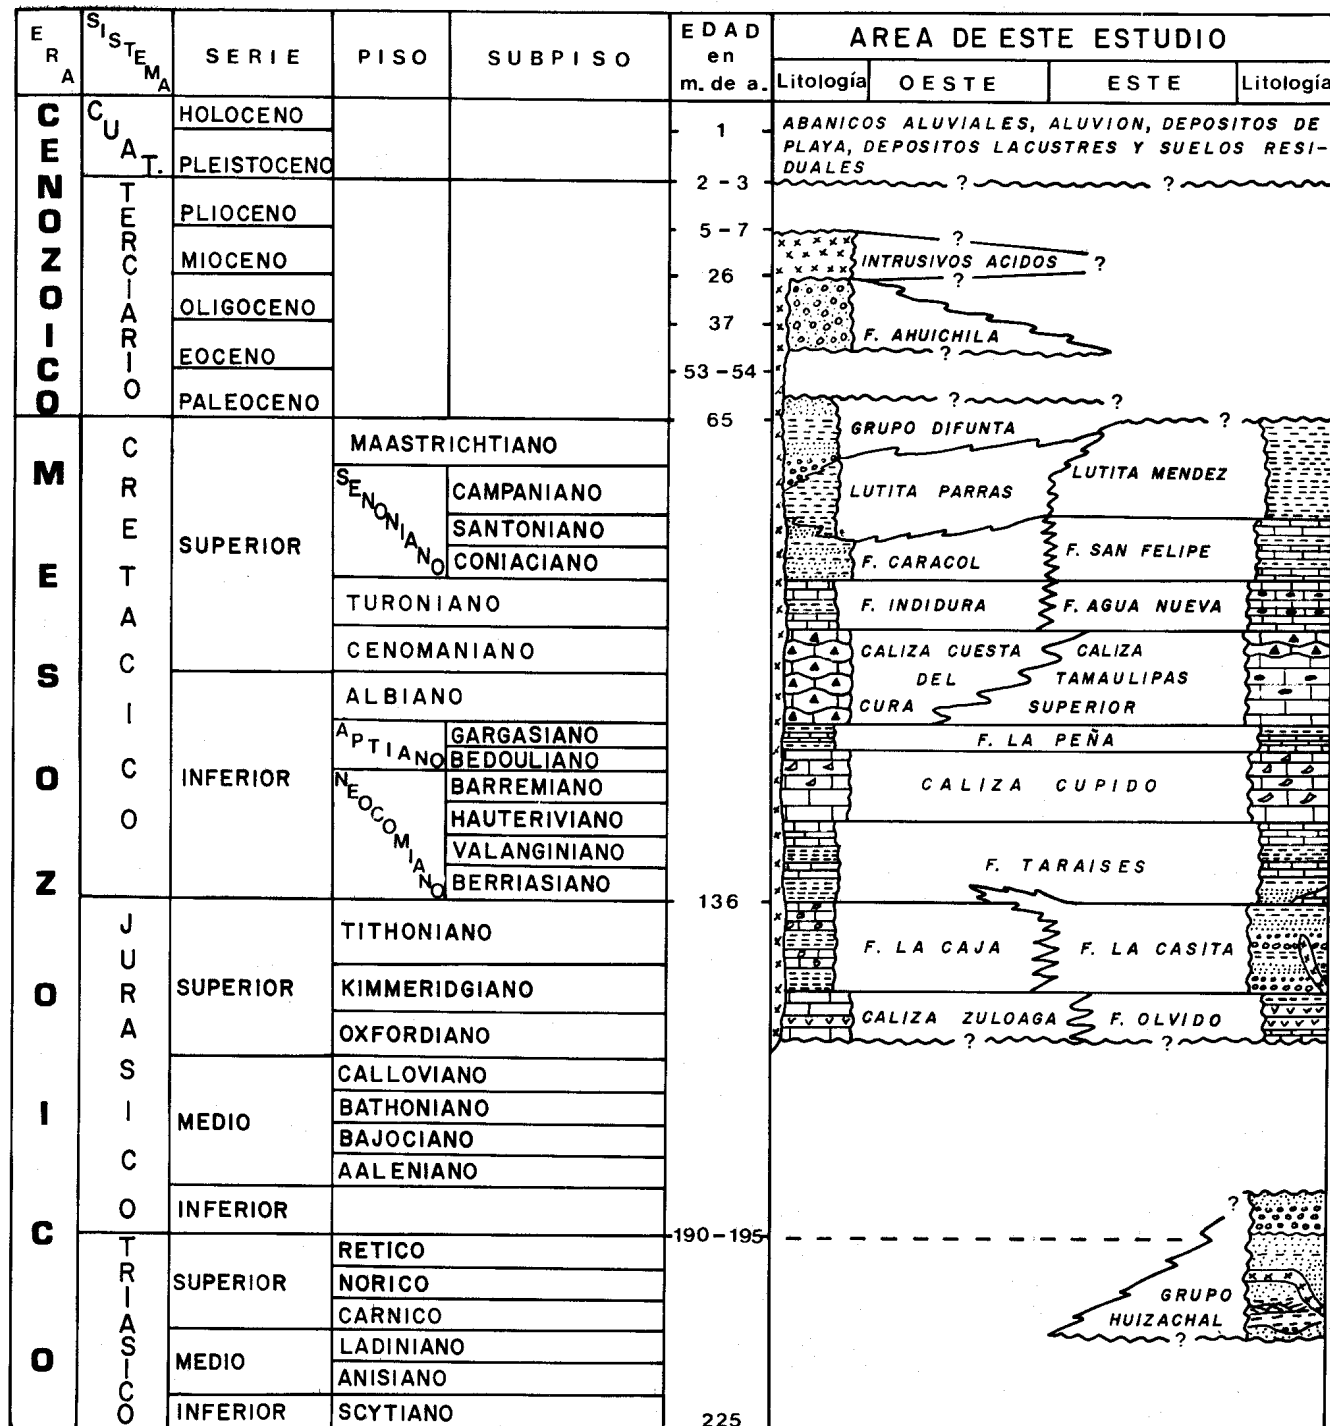 ERA
SISTEMA
SERIE
PISO
SUBPISO
EDAD
en
m. de a.
AREA DE ESTE ESTUDIO
Litología
OESTE
ESTE
Litología
CENOZOICO
CUAT.
HOLOCENO
PLEISTOCENO
1
2-3
ABANICOS ALUVIALES, ALUVION, DEPOSITOS DE
PLAYA, DEPOSITOS LACUSTRES Y SUELOS RESI-
DUALES
? ?
TERCIARIO
PLIOCENO
MIOCENO
OLIGOCENO
EOCENO
PALEOCENO
5-7
26
37
53-54
65
?
INTRUSIVOS ACIDOS ?
?
F. AHUICHILA
?
MESOZOICO
CRETACICO
SUPERIOR
MAASTRICHTIANO
SENONIANO
CAMPANIANO
SANTONIANO
CONIACIANO
TURONIANO
CENOMANIANO
? ?
?
GRUPO DIFUNTA
LUTITA PARRAS
LUTITA MENDEZ
F. CARACOL
F. SAN FELIPE
F. INDIDURA
F. AGUA NUEVA
INFERIOR
ALBIANO
APTIANO
GARGASIANO
BEDOULIANO
NEOCOMIANO
BARREMIANO
HAUTERIVIANO
VALANGINIANO
BERRIASIANO
136
CALIZA CUESTA
DEL
CURA
CALIZA
TAMAULIPAS
SUPERIOR
F. LA PEÑA
CALIZA CUPIDO
F. TARAISES
JURASICO
SUPERIOR
TITHONIANO
KIMMERIDGIANO
OXFORDIANO
F. LA CAJA
F. LA CASITA
CALIZA ZULOAGA
F. OLVIDO
? ?
MEDIO
CALLOVIANO
BATHONIANO
BAJOCIANO
AALENIANO
INFERIOR
190-195
TRIASICO
SUPERIOR
RETICO
NORICO
CARNICO
MEDIO
LADINIANO
ANISIANO
INFERIOR
SCYTIANO
225
?
GRUPO
HUIZACHAL
?